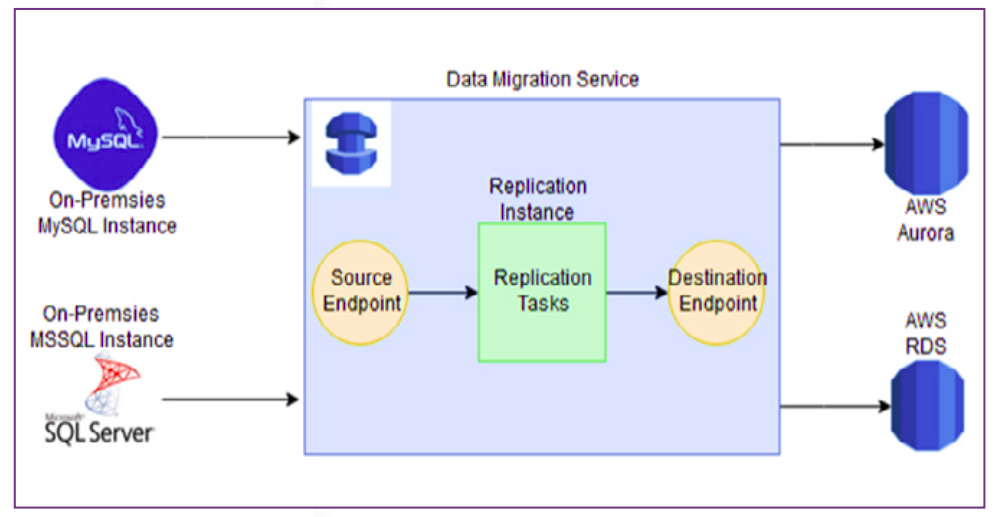 Data Migration Service
MySQL
On-Premsies
MySQL Instance
Replication
Instance
Source
Endpoint
Replication
Tasks
Destination
Endpoint
AWS
Aurora
On-Premsies
MSSQL Instance
Microsoft
SQL Server
AWS
RDS